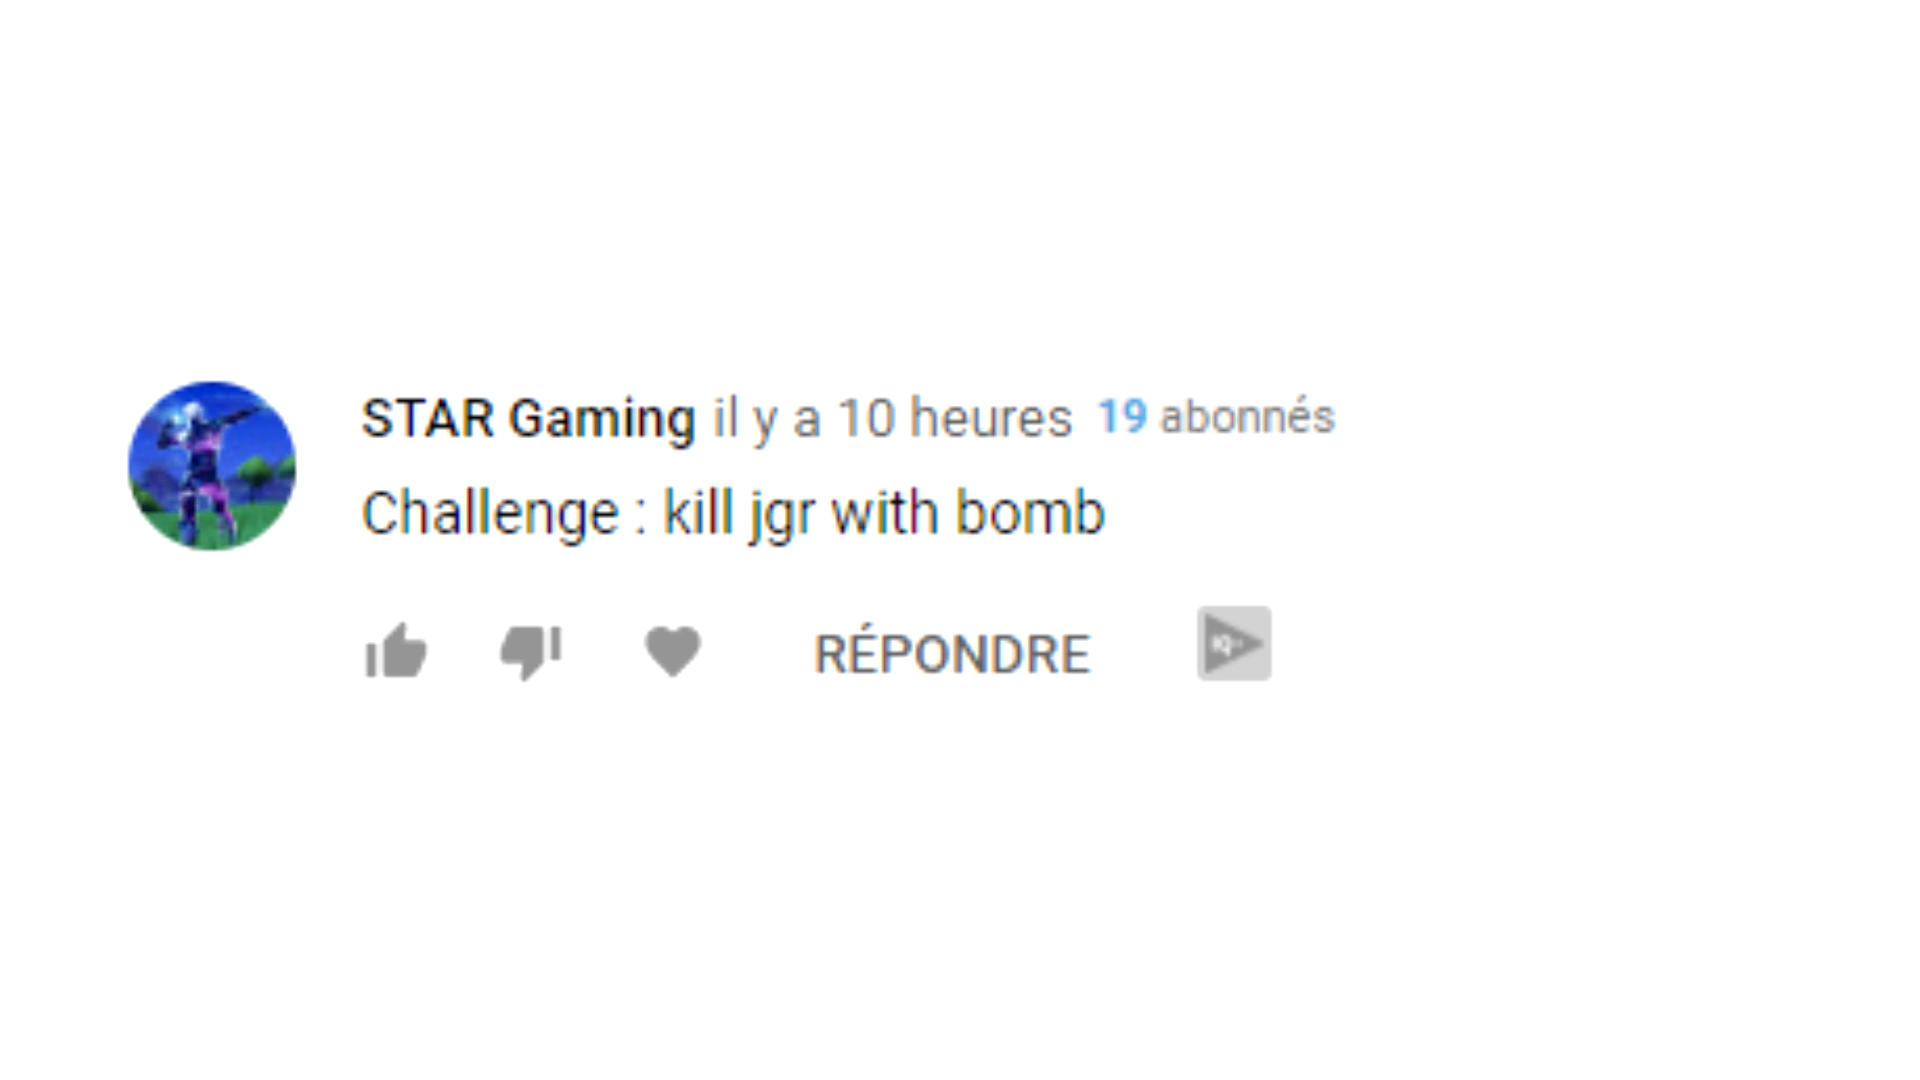 STAR Gaming il y a 10 heures 19 abonnés
Challenge : kill jgr with bomb
RÉPONDRE